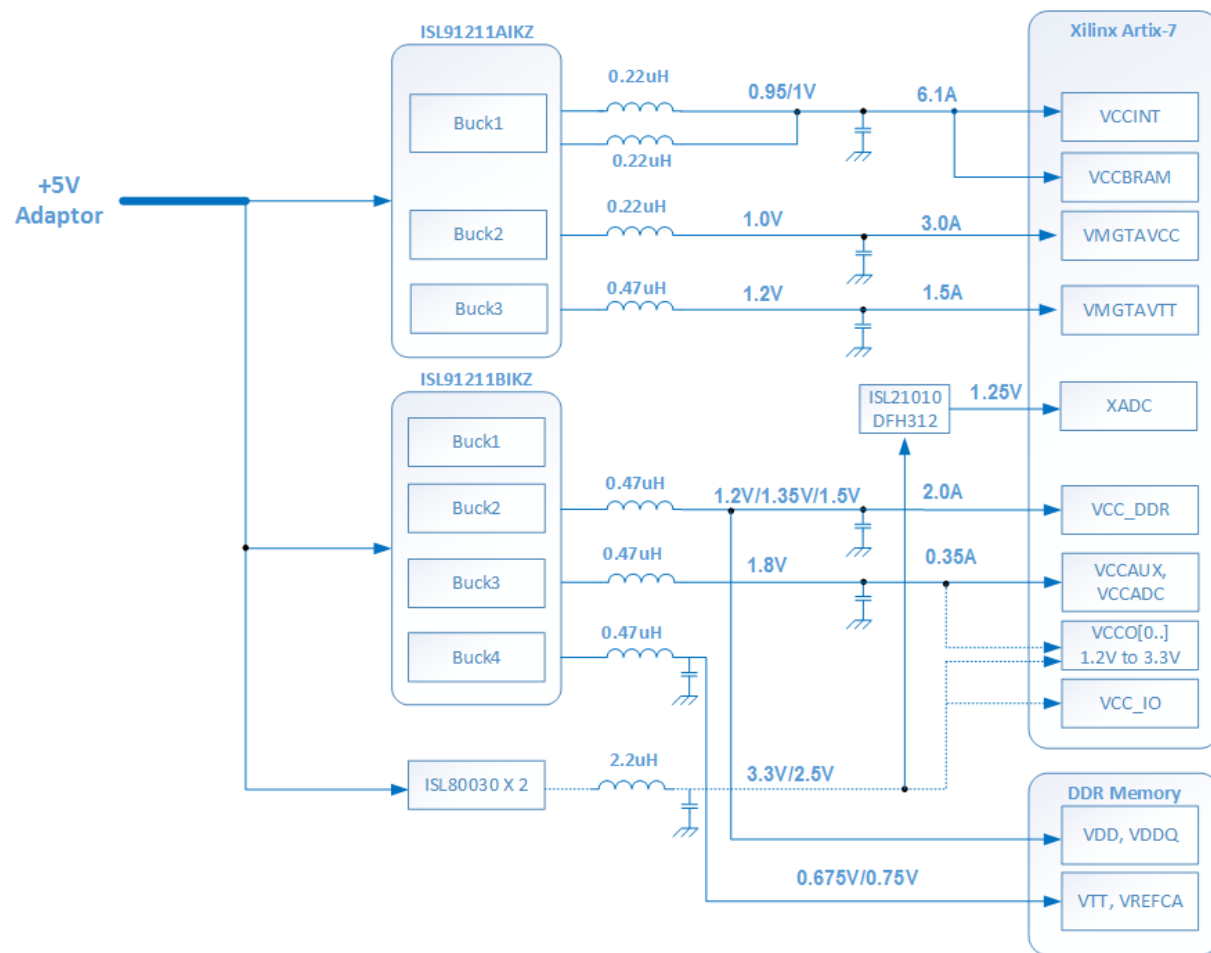 ISL91211AIKZ
Xilinx Artix-7
0.22uH
0.95/1V
6.1A
Buck1
VCCINT
0.22uH
VCCBRAM
+5V
Adaptor
0.22uH
1.0V
3.0A
Buck2
VMGTAVCC
0.47uH
1.2V
1.5A
Buck3
VMGTAVTT
ISL91211BIKZ
ISL21010
DFH312
1.25V
XADC
Buck1
0.47uH
1.2V/1.35V/1.5V
2.0A
Buck2
VCC_DDR
0.47uH
1.8V
0.35A
Buck3
VCCAUX,
VCCADC
0.47uH
Buck4
VCCO[0..]
1.2V to 3.3V
VCC_IO
2.2uH
3.3V/2.5V
ISL80030 X 2
DDR Memory
VDD, VDDQ
0.675V/0.75V
VTT, VREFCA